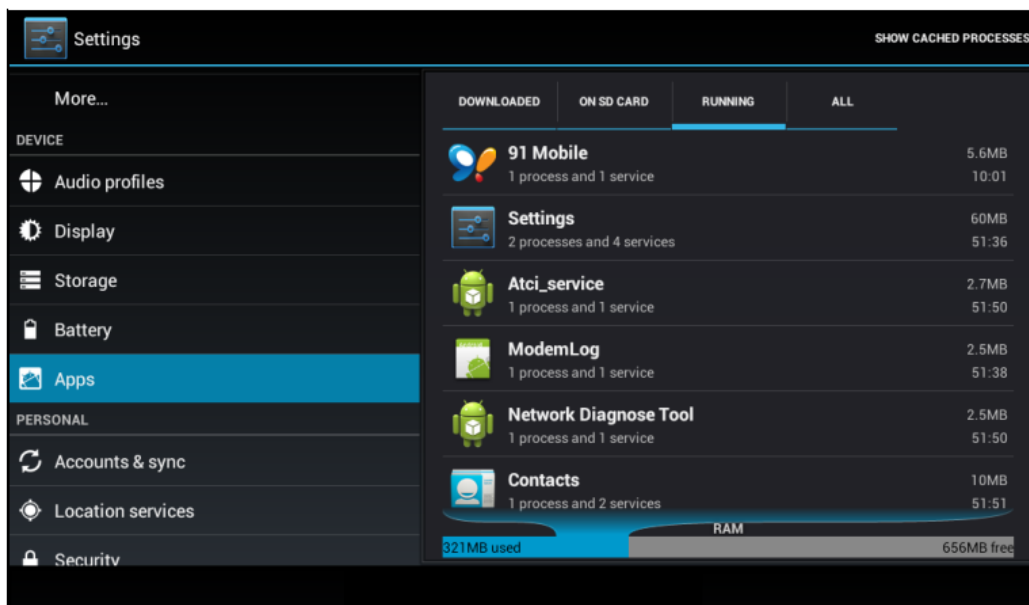 Settings
SHOW CACHED PROCESSES
More...
DEVICE
Audio profiles
Display
Storage
Battery
Apps
PERSONAL
Accounts & sync
Location services
Security
DOWNLOADED
ON SD CARD
RUNNING
ALL
91 Mobile
5.6MB
1 process and 1 service
10:01
Settings
60MB
2 processes and 4 services
51:36
Atci_service
2.7MB
1 process and 1 service
51:50
ModemLog
2.5MB
1 process and 1 service
51:38
Network Diagnose Tool
2.5MB
1 process and 1 service
51:50
Contacts
10MB
1 process and 2 services
51:51
RAM
321MB used
656MB free